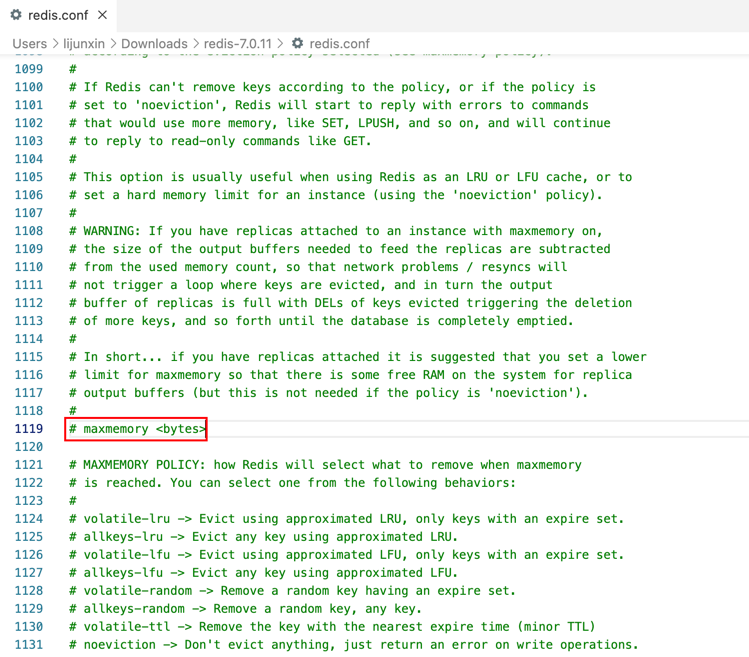 redis.conf ×
Users > lijunxin > Downloads > redis-7.0.11 > redis.conf
1099 #
1100 # If Redis can't remove keys according to the policy, or if the policy is
1101 # set to 'noeviction', Redis will start to reply with errors to commands
1102 # that would use more memory, like SET, LPUSH, and so on, and will continue
1103 # to reply to read-only commands like GET.
1104 #
1105 # This option is usually useful when using Redis as an LRU or LFU cache, or to
1106 # set a hard memory limit for an instance (using the 'noeviction' policy).
1107 #
1108 # WARNING: If you have replicas attached to an instance with maxmemory on,
1109 # the size of the output buffers needed to feed the replicas are subtracted
1110 # from the used memory count, so that network problems / resyncs will
1111 # not trigger a loop where keys are evicted, and in turn the output
1112 # buffer of replicas is full with DELs of keys evicted triggering the deletion
1113 # of more keys, and so forth until the database is completely emptied.
1114 #
1115 # In short... if you have replicas attached it is suggested that you set a lower
1116 # limit for maxmemory so that there is some free RAM on the system for replica
1117 # output buffers (but this is not needed if the policy is 'noeviction').
1118 #
1119 # maxmemory <bytes>
1120
1121 # MAXMEMORY POLICY: how Redis will select what to remove when maxmemory
1122 # is reached. You can select one from the following behaviors:
1123 #
1124 # volatile-lru -> Evict using approximated LRU, only keys with an expire set.
1125 # allkeys-lru -> Evict any key using approximated LRU.
1126 # volatile-lfu -> Evict using approximated LFU, only keys with an expire set.
1127 # allkeys-lfu -> Evict any key using approximated LFU.
1128 # volatile-random -> Remove a random key having an expire set.
1129 # allkeys-random -> Remove a random key, any key.
1130 # volatile-ttl -> Remove the key with the nearest expire time (minor TTL)
1131 # noeviction -> Don't evict anything, just return an error on write operations.